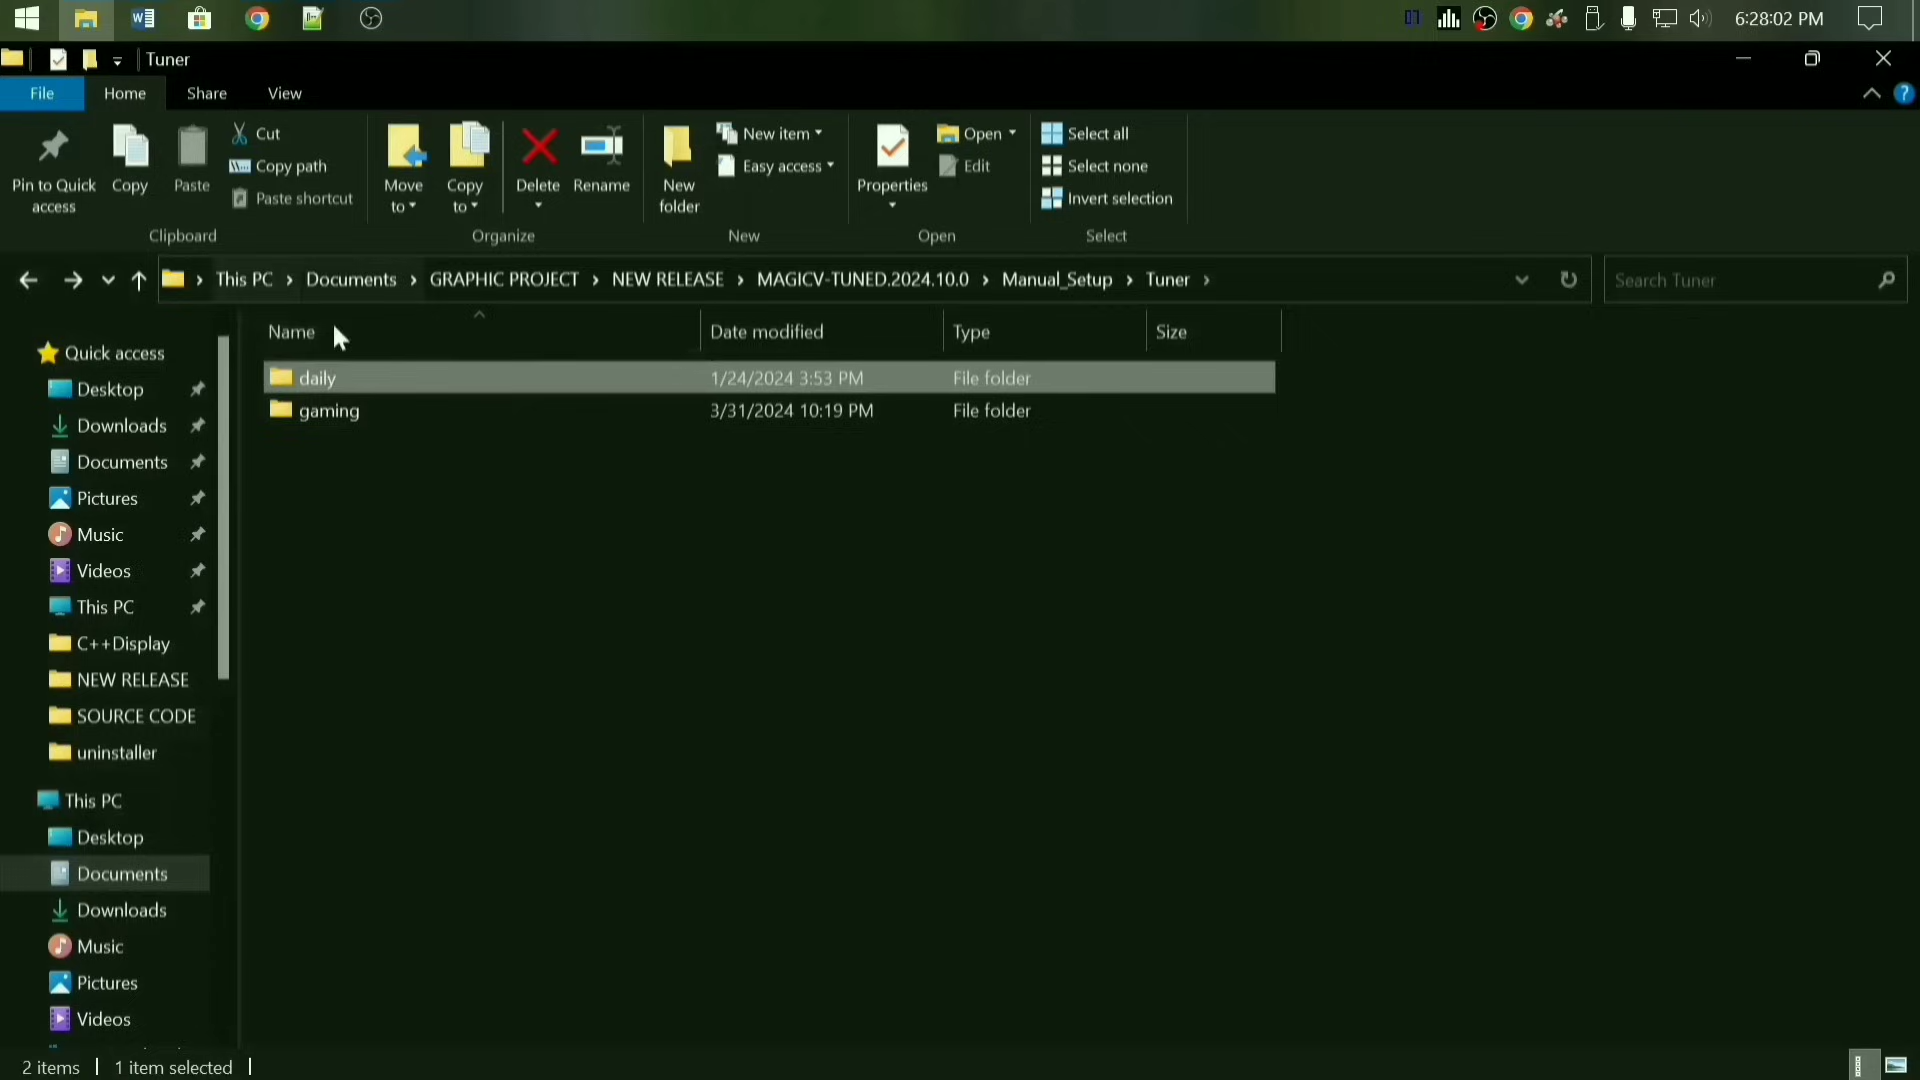 6:28:02 PM
Tuner
File Home Share View
Pin to Quick access
Copy
Paste
Cut
Copy path
Paste shortcut
Clipboard
Move to
Copy to
Delete
Rename
Organize
New folder
New item
Easy access
New
Properties
Open
Edit
Open
Select all
Select none
Invert selection
Select
This PC › Documents › GRAPHIC PROJECT › NEW RELEASE › MAGICV-TUNED.2024.10.0 › Manual_Setup › Tuner ›
Search Tuner
Name Date modified Type Size
daily 1/24/2024 3:53 PM File folder
gaming 3/31/2024 10:19 PM File folder
Quick access
Desktop
Downloads
Documents
Pictures
Music
Videos
This PC
C++Display
NEW RELEASE
SOURCE CODE
uninstaller
This PC
Desktop
Documents
Downloads
Music
Pictures
Videos
2 items 1 item selected